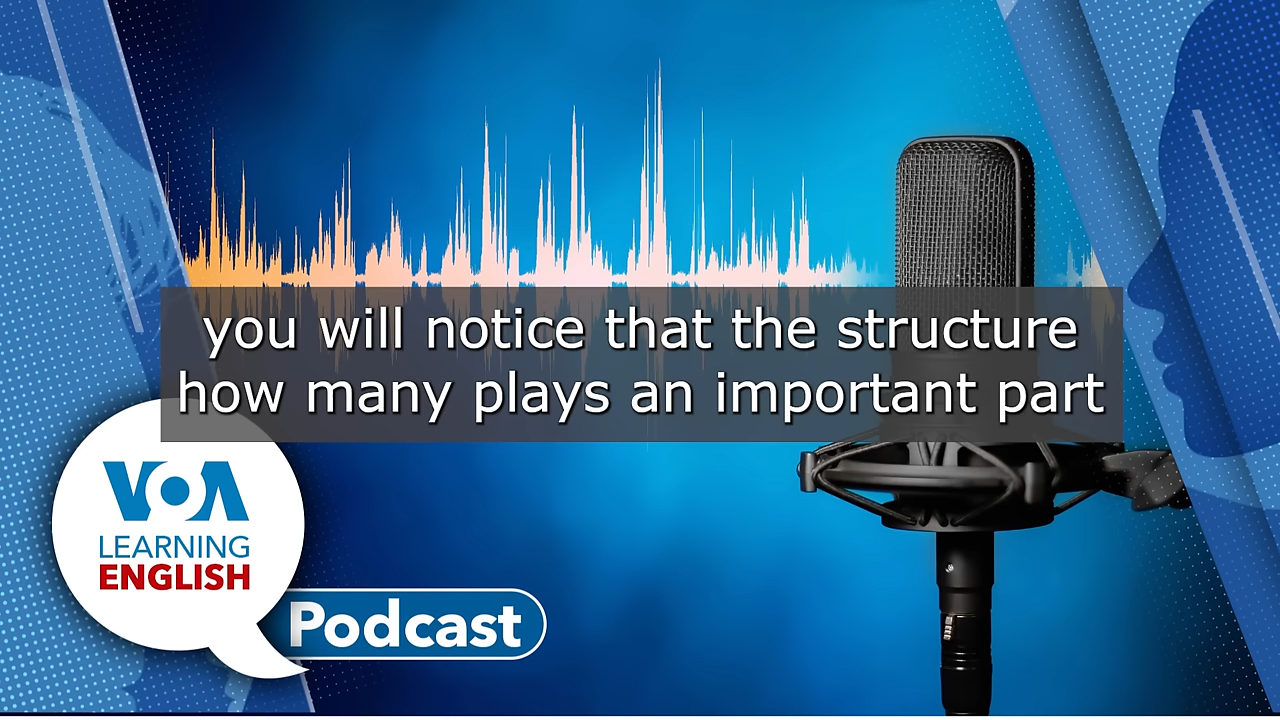 you will notice that the structure
how many plays an important part
VOA
LEARNING
ENGLISH
Podcast